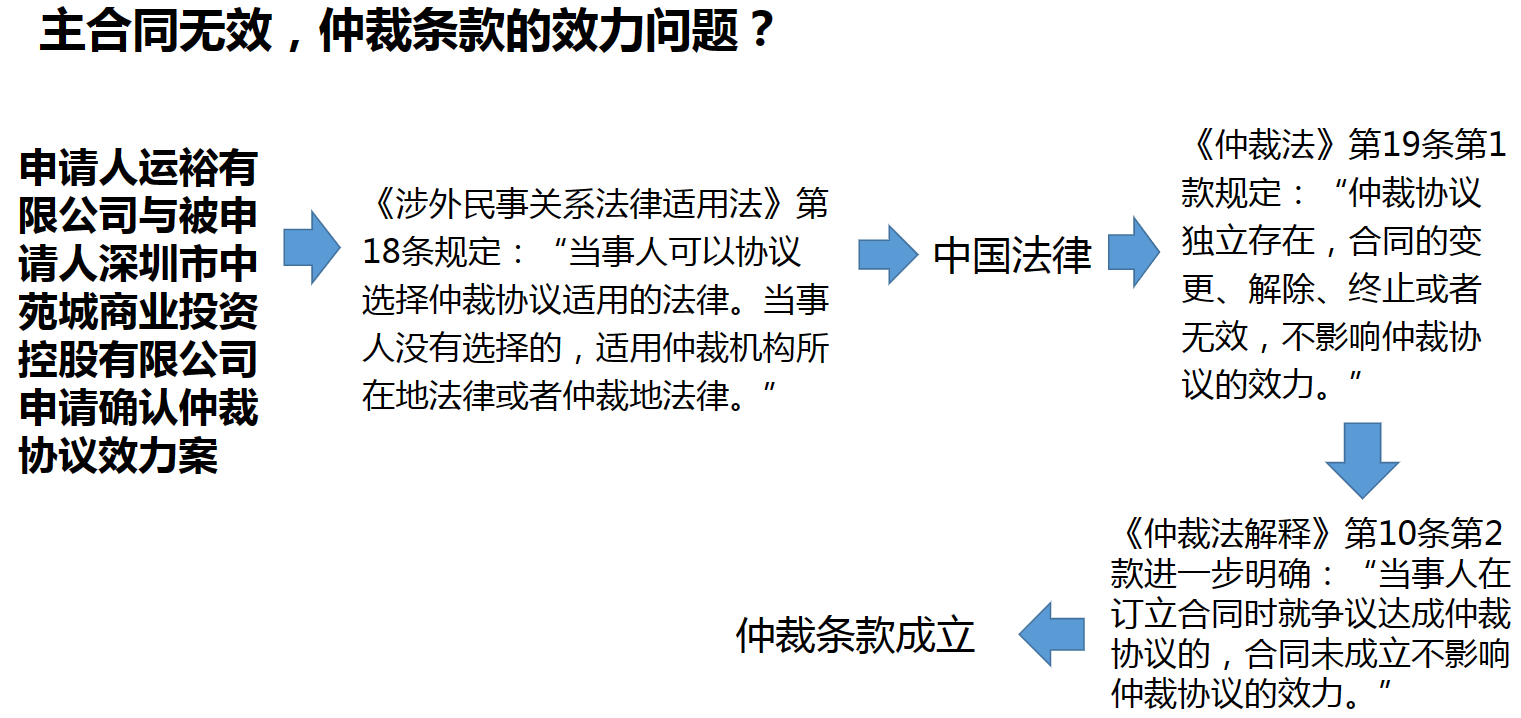 主合同无效，仲裁条款的效力问题？
申请人运裕有
限公司与被申
请人深圳市中
苑城商业投资
控股有限公司
申请确认仲裁
协议效力案
《涉外民事关系法律适用法》第
18条规定：“当事人可以协议
选择仲裁协议适用的法律。当事
人没有选择的，适用仲裁机构所
在地法律或者仲裁地法律。”
中国法律
《仲裁法》第19条第1
款规定：“仲裁协议
独立存在，合同的变
更、解除、终止或者
无效，不影响仲裁协
议的效力。”
《仲裁法解释》第10条第2
款进一步明确：“当事人在
订立合同时就争议达成仲裁
协议的，合同未成立不影响
仲裁协议的效力。”
仲裁条款成立